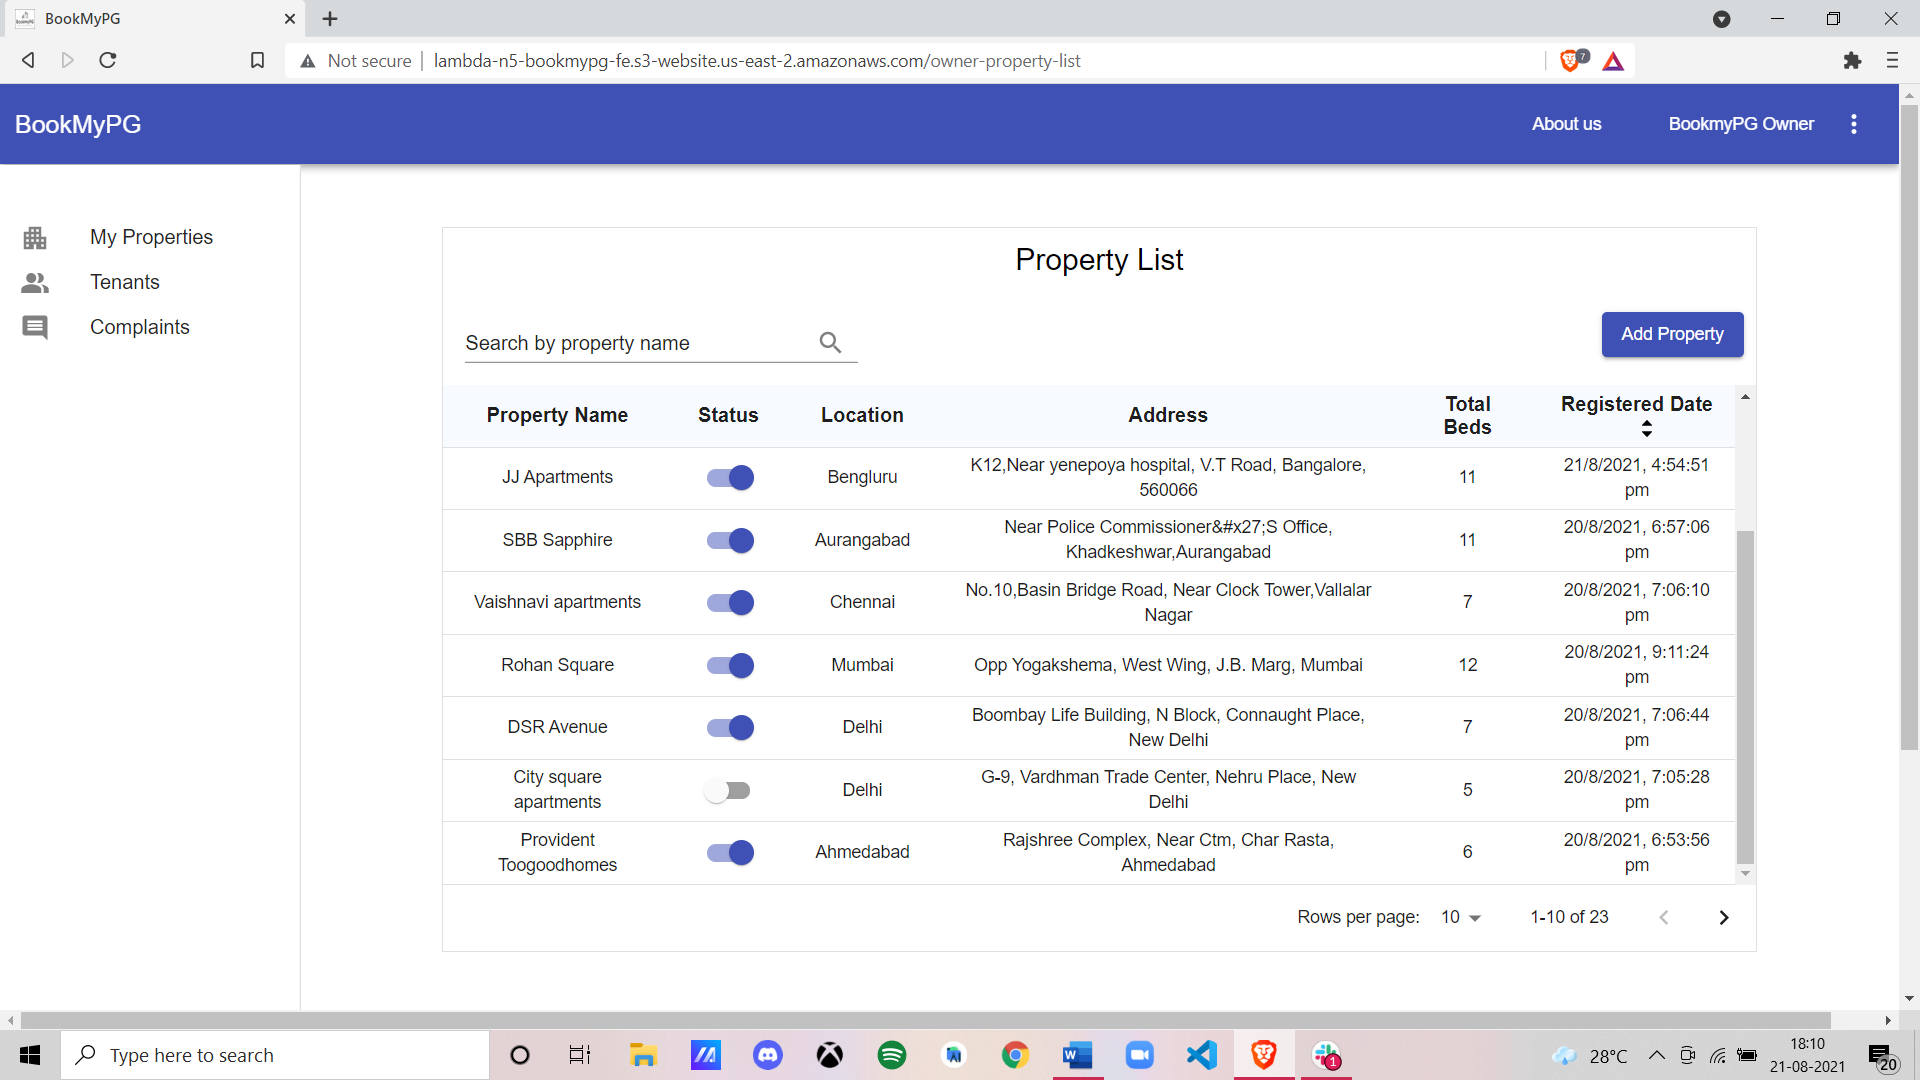 BookMyPG
Not secure
lambda-n5-bookmypg-fe.s3-website.us-east-2.amazonaws.com/owner-property-list
7
BookMyPG
About us
BookmyPG Owner
My Properties
Tenants
Complaints
Property List
Search by property name
Add Property
Property Name
Status
Location
Address
Total
Beds
Registered Date
JJ Apartments
Bengluru
K12,Near yenepoya hospital, V.T Road, Bangalore,
560066
11
21/8/2021, 4:54:51
pm
SBB Sapphire
Aurangabad
Near Police Commissioner&#x27;S Office,
Khadkeshwar,Aurangabad
11
20/8/2021, 6:57:06
pm
Vaishnavi apartments
Chennai
No.10,Basin Bridge Road, Near Clock Tower,Vallalar
Nagar
7
20/8/2021, 7:06:10
pm
Rohan Square
Mumbai
Opp Yogakshema, West Wing, J.B. Marg, Mumbai
12
20/8/2021, 9:11:24
pm
DSR Avenue
Delhi
Boombay Life Building, N Block, Connaught Place,
New Delhi
7
20/8/2021, 7:06:44
pm
City square
apartments
Delhi
G-9, Vardhman Trade Center, Nehru Place, New
Delhi
5
20/8/2021, 7:05:28
pm
Provident
Toogoodhomes
Ahmedabad
Rajshree Complex, Near Ctm, Char Rasta,
Ahmedabad
6
20/8/2021, 6:53:56
pm
Rows per page: 10
1-10 of 23
Type here to search
W
1
28°C
18:10
21-08-2021
20